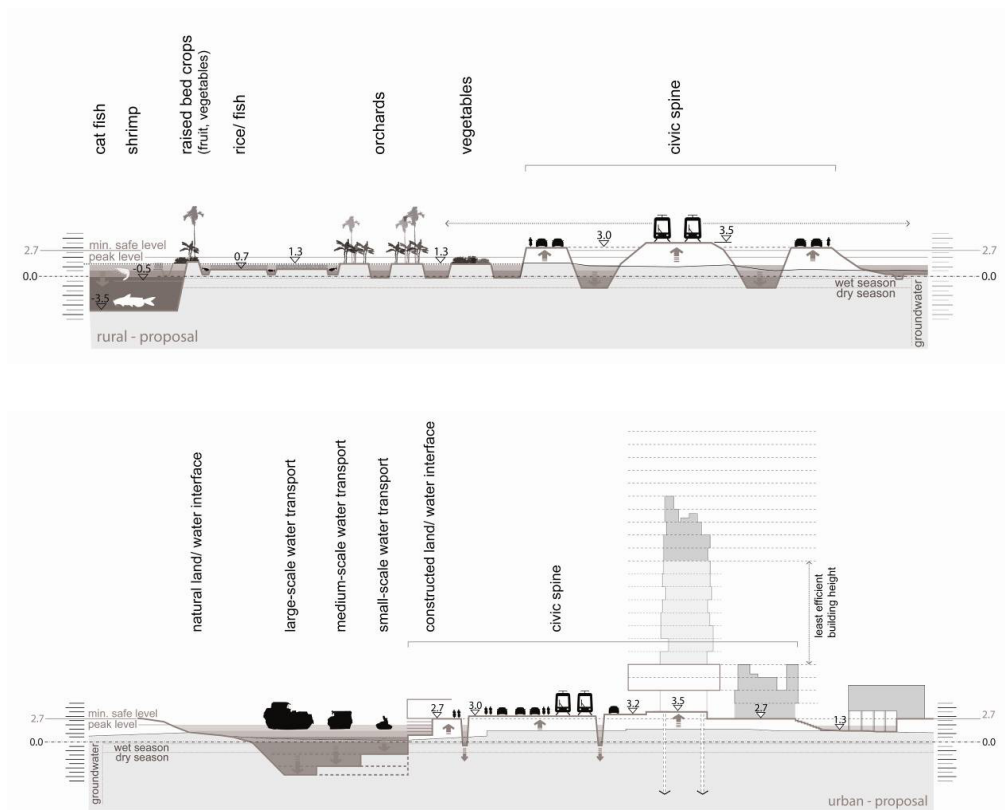 cat fish
shrimp
raised bed crops
(fruit, vegetables)
rice/ fish
orchards
vegetables
civic spine
2.7
min. safe level
peak level
0.0
-0.5
-3.5
0.7
1.3
1.3
3.0
3.5
2.7
0.0
wet season
dry season
groundwater
rural - proposal
natural land/ water interface
large-scale water transport
medium-scale water transport
small-scale water transport
constructed land/ water interface
civic spine
least efficient
building height
2.7
min. safe level
peak level
0.0
wet season
dry season
groundwater
2.7
3.0
3.2
3.5
2.7
1.3
2.7
0.0
urban - proposal